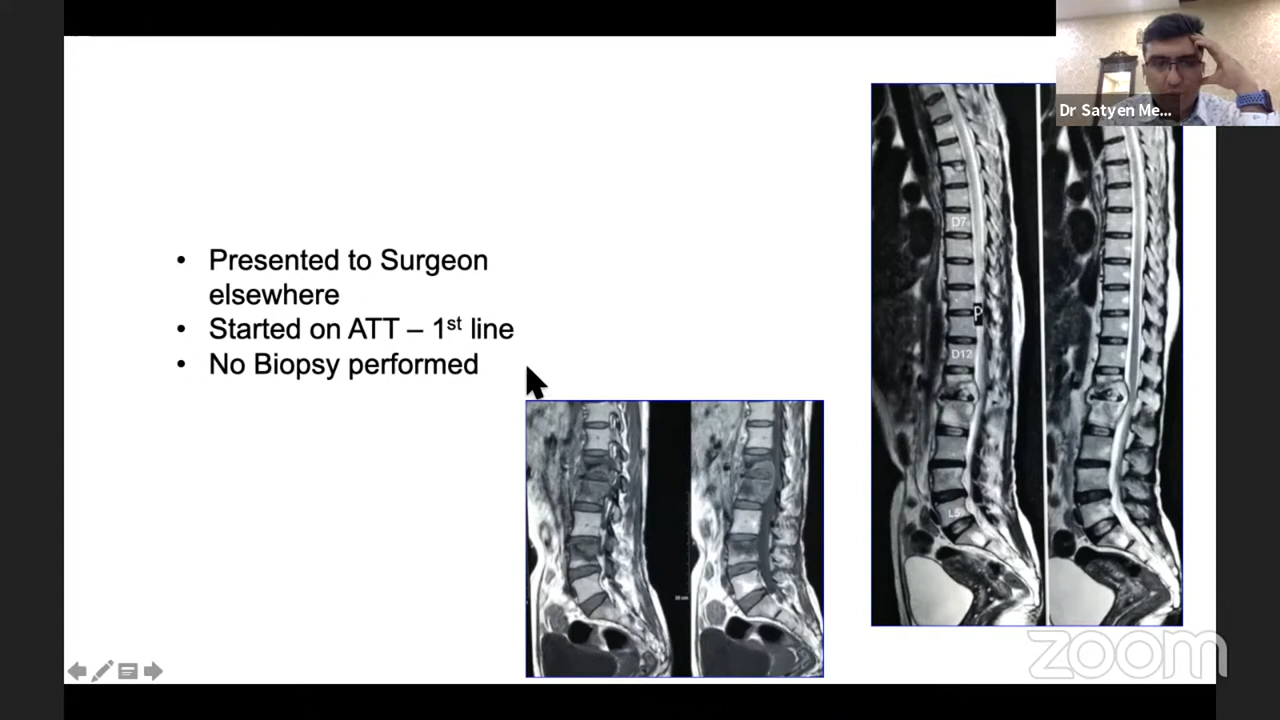 Dr Satyen Me...
• Presented to Surgeon
elsewhere
• Started on ATT – 1st line
• No Biopsy performed
D7
P
D12
L5
zoom